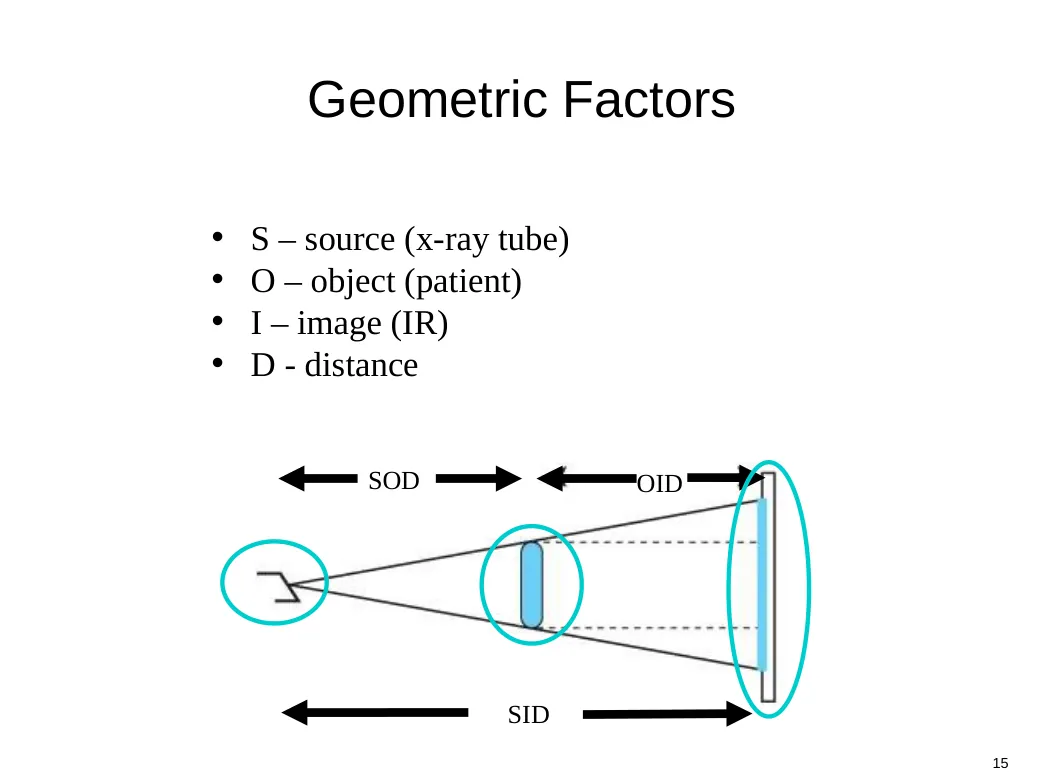 Geometric Factors
• S – source (x-ray tube)
• O – object (patient)
• I – image (IR)
• D - distance
SOD
OID
SID
15